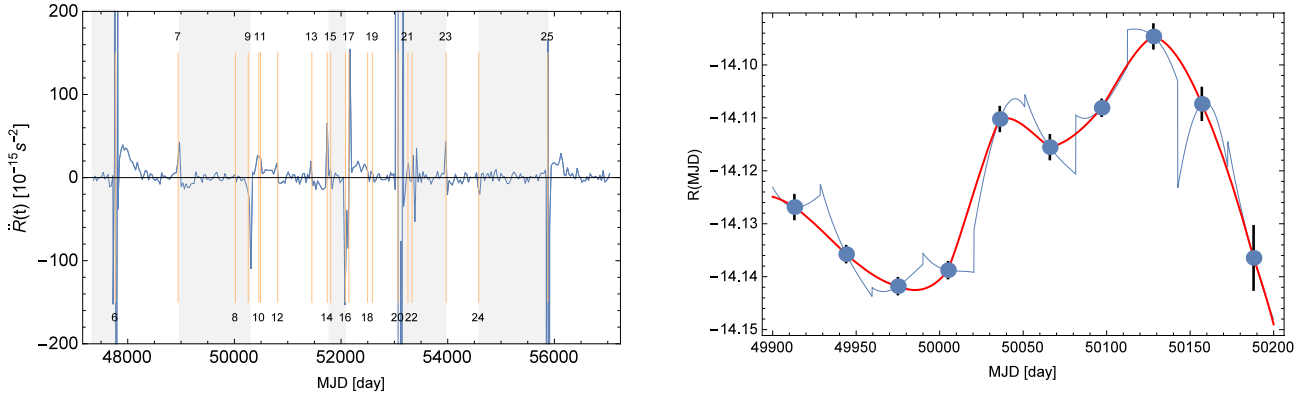 200
100
0
−100
−200
R̈(t) [10⁻¹⁵s⁻²]
7 9 11 13 15 17 19 21 23 25
6 8 10 12 14 16 18 20 22 24
48000 50000 52000 54000 56000
MJD [day]
−14.10
−14.11
−14.12
−14.13
−14.14
−14.15
R(MJD)
49900 49950 50000 50050 50100 50150 50200
MJD [day]